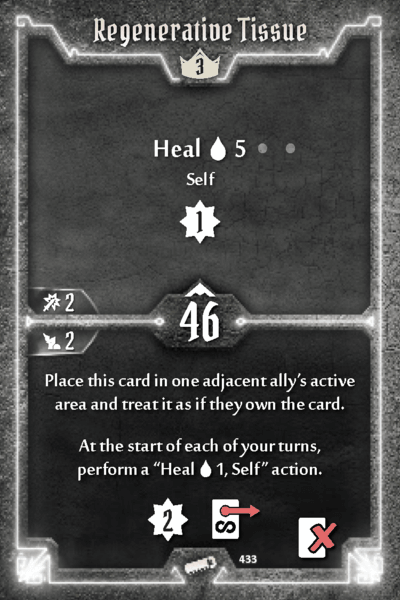 Regenerative Tissue
3
Heal 5
Self
1
2
46
2
Place this card in one adjacent ally's active
area and treat it as if they own the card.
At the start of each of your turns,
perform a “Heal 1, Self” action.
2
S
433